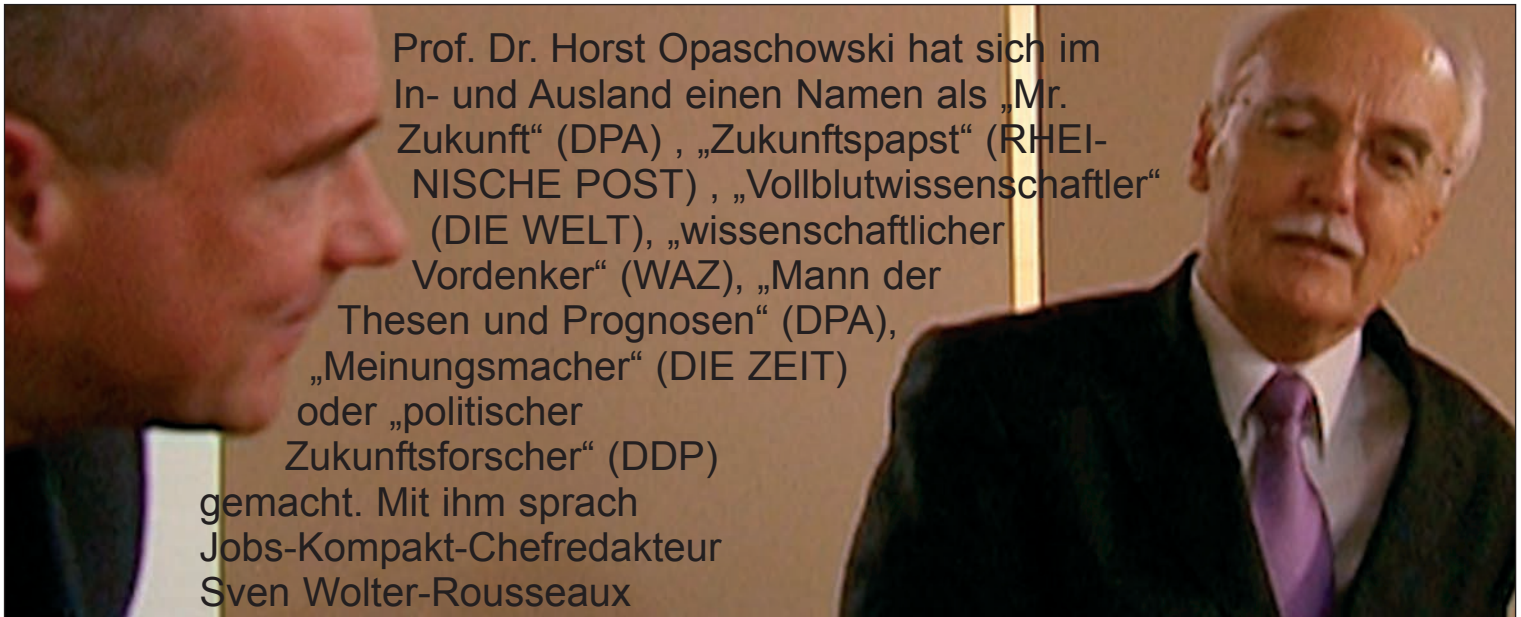 Prof. Dr. Horst Opaschowski hat sich im
In- und Ausland einen Namen als „Mr.
Zukunft“ (DPA) , „Zukunftspapst“ (RHEI-
NISCHE POST) , „Vollblutwissenschaftler“
(DIE WELT), „wissenschaftlicher
Vordenker“ (WAZ), „Mann der
Thesen und Prognosen“ (DPA),
„Meinungsmacher“ (DIE ZEIT)
oder „politischer
Zukunftsforscher“ (DDP)
gemacht. Mit ihm sprach
Jobs-Kompakt-Chefredakteur
Sven Wolter-Rousseaux